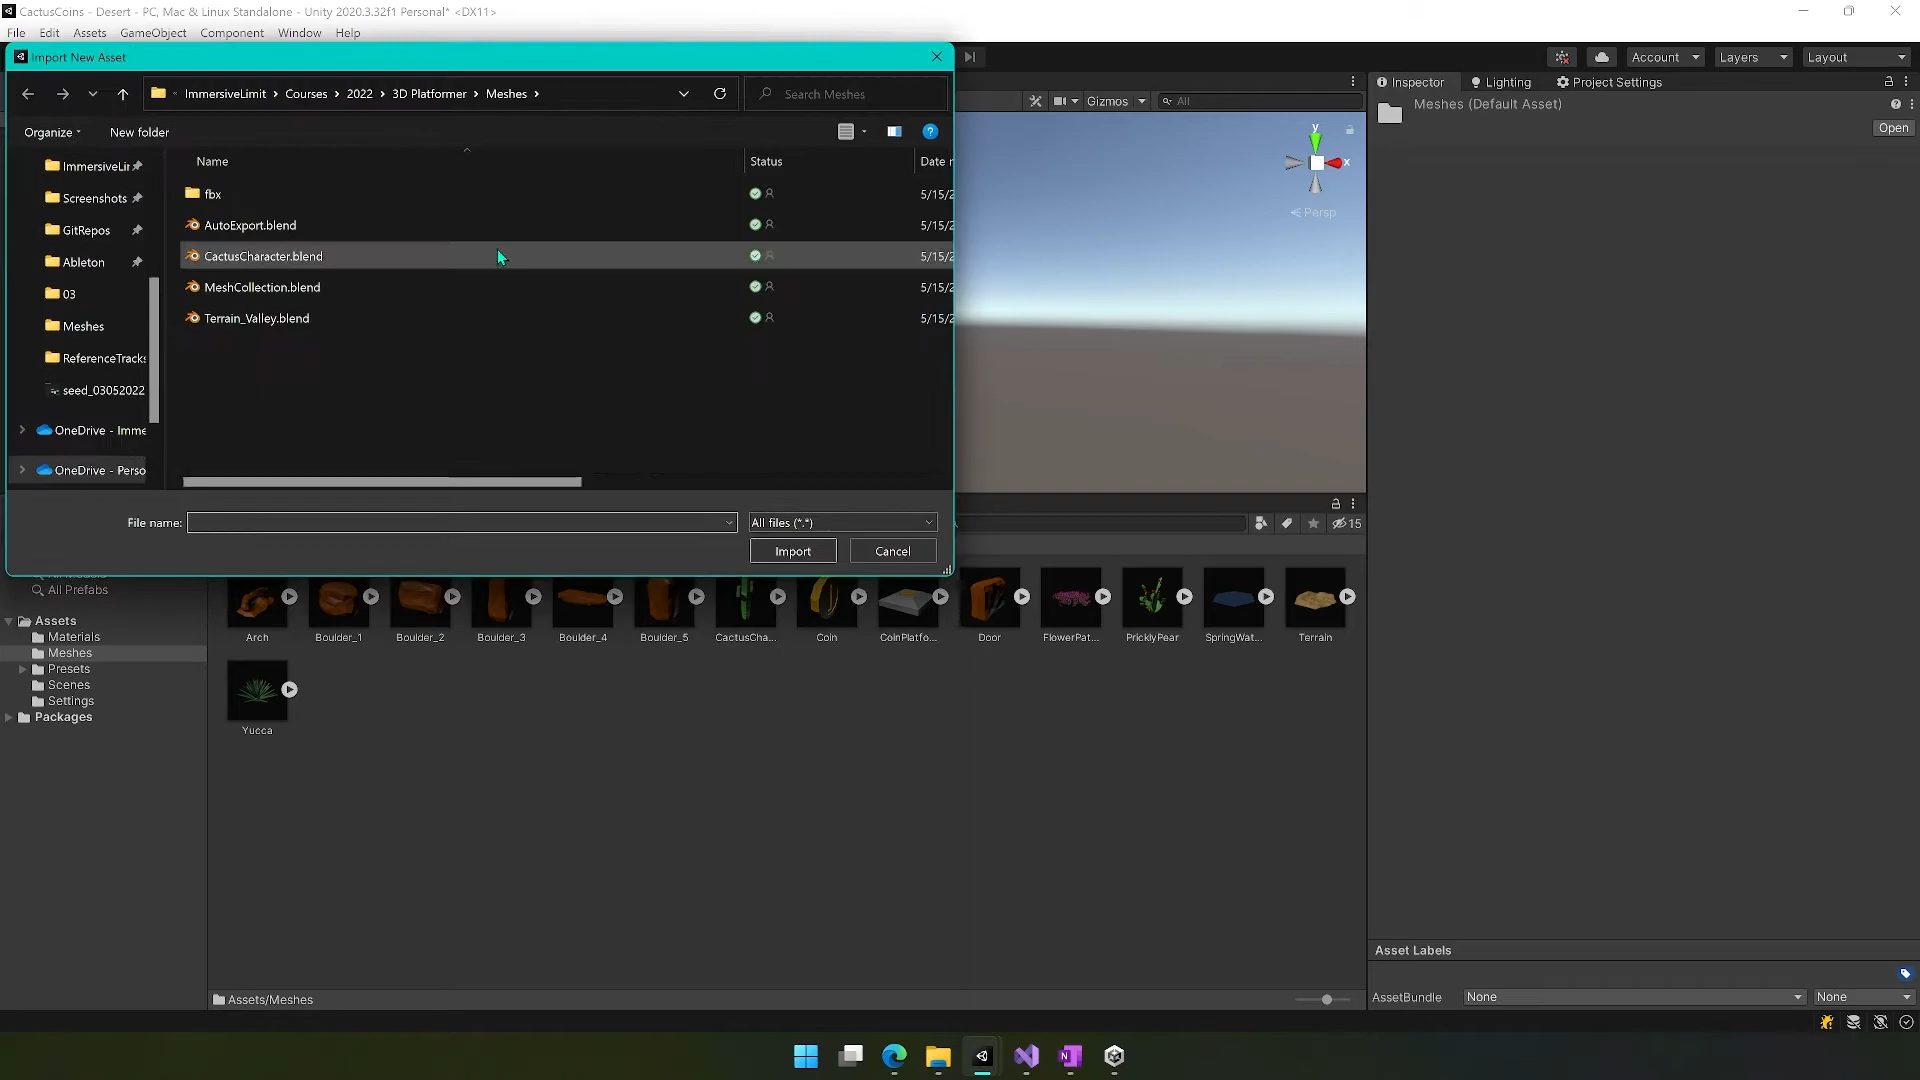 CactusCoins - Desert - PC, Mac & Linux Standalone - Unity 2020.3.32f1 Personal* <DX11>
File Edit Assets GameObject Component Window Help
Import New Asset
Account Layers Layout
ImmersiveLimit > Courses > 2022 > 3D Platformer > Meshes >
Search Meshes
Organize New folder
Name Status Date r
fbx 5/15/2
AutoExport.blend 5/15/2
CactusCharacter.blend 5/15/2
MeshCollection.blend 5/15/2
Terrain_Valley.blend 5/15/2
ImmersiveLir
Screenshots
GitRepos
Ableton
03
Meshes
ReferenceTracks
seed_03052022
OneDrive - Imme
OneDrive - Perso
File name: All files (*.*)
Import Cancel
Gizmos All
y
x
Persp
Inspector Lighting Project Settings
Meshes (Default Asset)
Open
15
All Prefabs
Assets
Materials
Meshes
Presets
Scenes
Settings
Packages
Arch Boulder_1 Boulder_2 Boulder_3 Boulder_4 Boulder_5 CactusCha... Coin CoinPlatfo... Door FlowerPat... PricklyPear SpringWat... Terrain
Yucca
Assets/Meshes
Asset Labels
AssetBundle None None